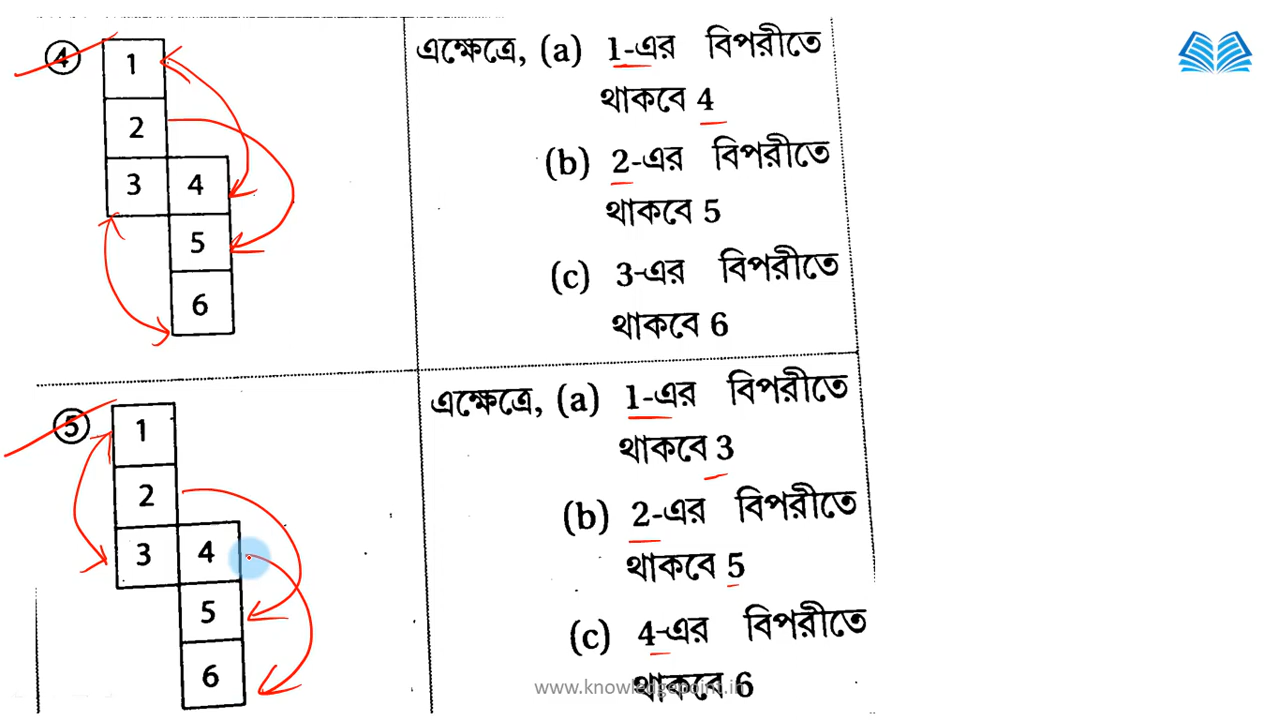 ④
1
2
3 4
5
6
এক্ষেত্রে, (a) 1-এর বিপরীতে
থাকবে 4
(b) 2-এর বিপরীতে
থাকবে 5
(c) 3-এর বিপরীতে
থাকবে 6
⑤
1
2
3 4
5
6
এক্ষেত্রে, (a) 1-এর বিপরীতে
থাকবে 3
(b) 2-এর বিপরীতে
থাকবে 5
(c) 4-এর বিপরীতে
থাকবে 6
www.knowledgepoint.in